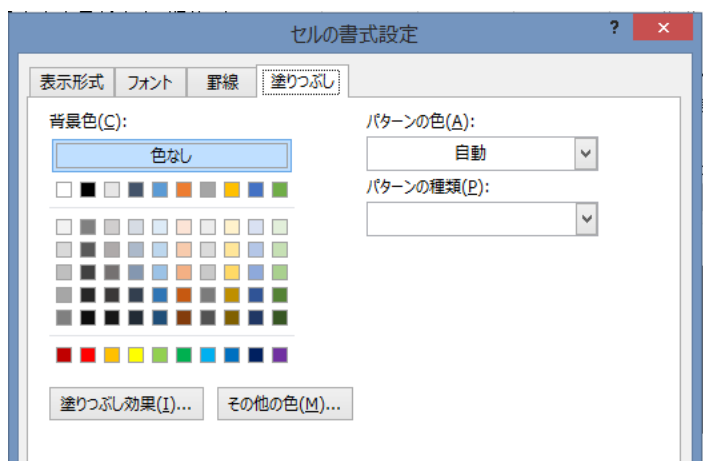 セルの書式設定
?
×
表示形式 フォント 罫線 塗りつぶし
背景色(C):
色なし
パターンの色(A):
自動
パターンの種類(P):
塗りつぶし効果(I)...
その他の色(M)...